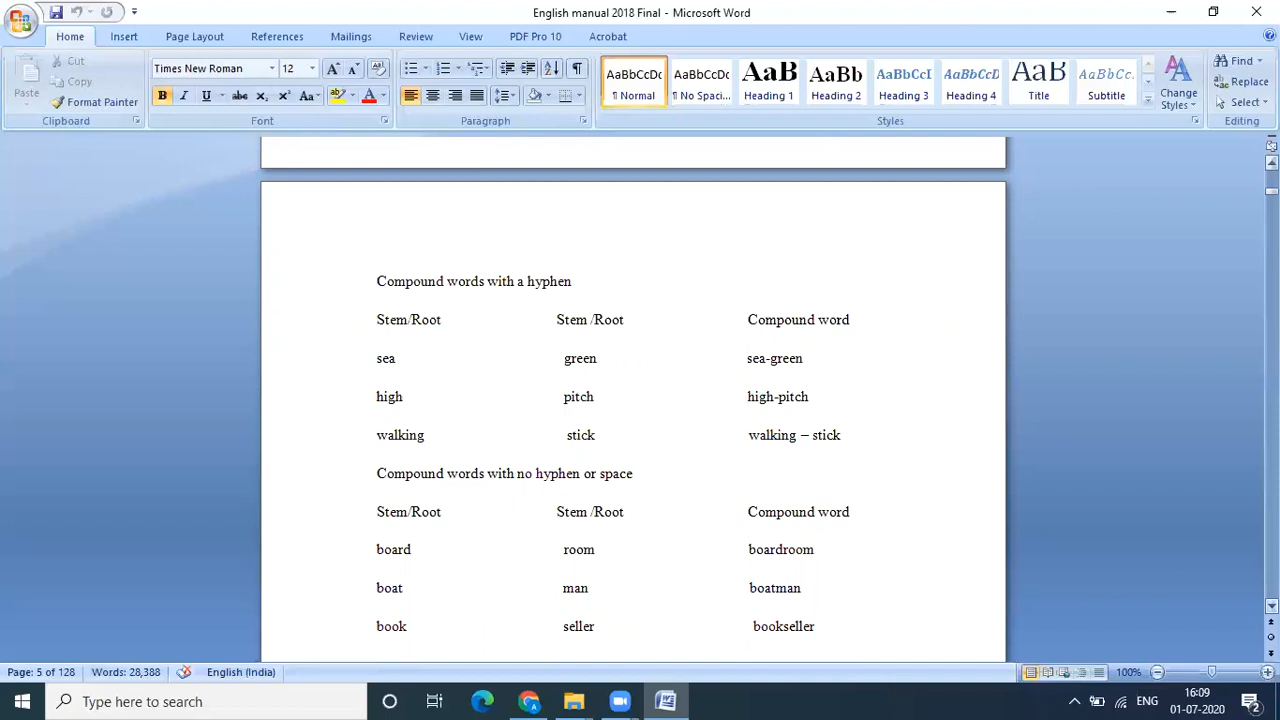 English manual 2018 Final - Microsoft Word
Home Insert Page Layout References Mailings Review View PDF Pro 10 Acrobat
Paste
Cut
Copy
Format Painter
Clipboard
Times New Roman 12
B I U abc x₂ x² Aa
Font
Paragraph
AaBbCcDc AaBbCcDc AaB AaBb AaBbCcI AaBbCcD AaB AaBbCc.
¶ Normal ¶ No Spaci... Heading 1 Heading 2 Heading 3 Heading 4 Title Subtitle
Change Styles
Styles
Find
Replace
Select
Editing
Compound words with a hyphen
Stem/Root Stem /Root Compound word
sea green sea-green
high pitch high-pitch
walking stick walking – stick
Compound words with no hyphen or space
Stem/Root Stem /Root Compound word
board room boardroom
boat man boatman
book seller bookseller
Page: 5 of 128 Words: 28,388 English (India) 100%
Type here to search
ENG 16:09
01-07-2020 2